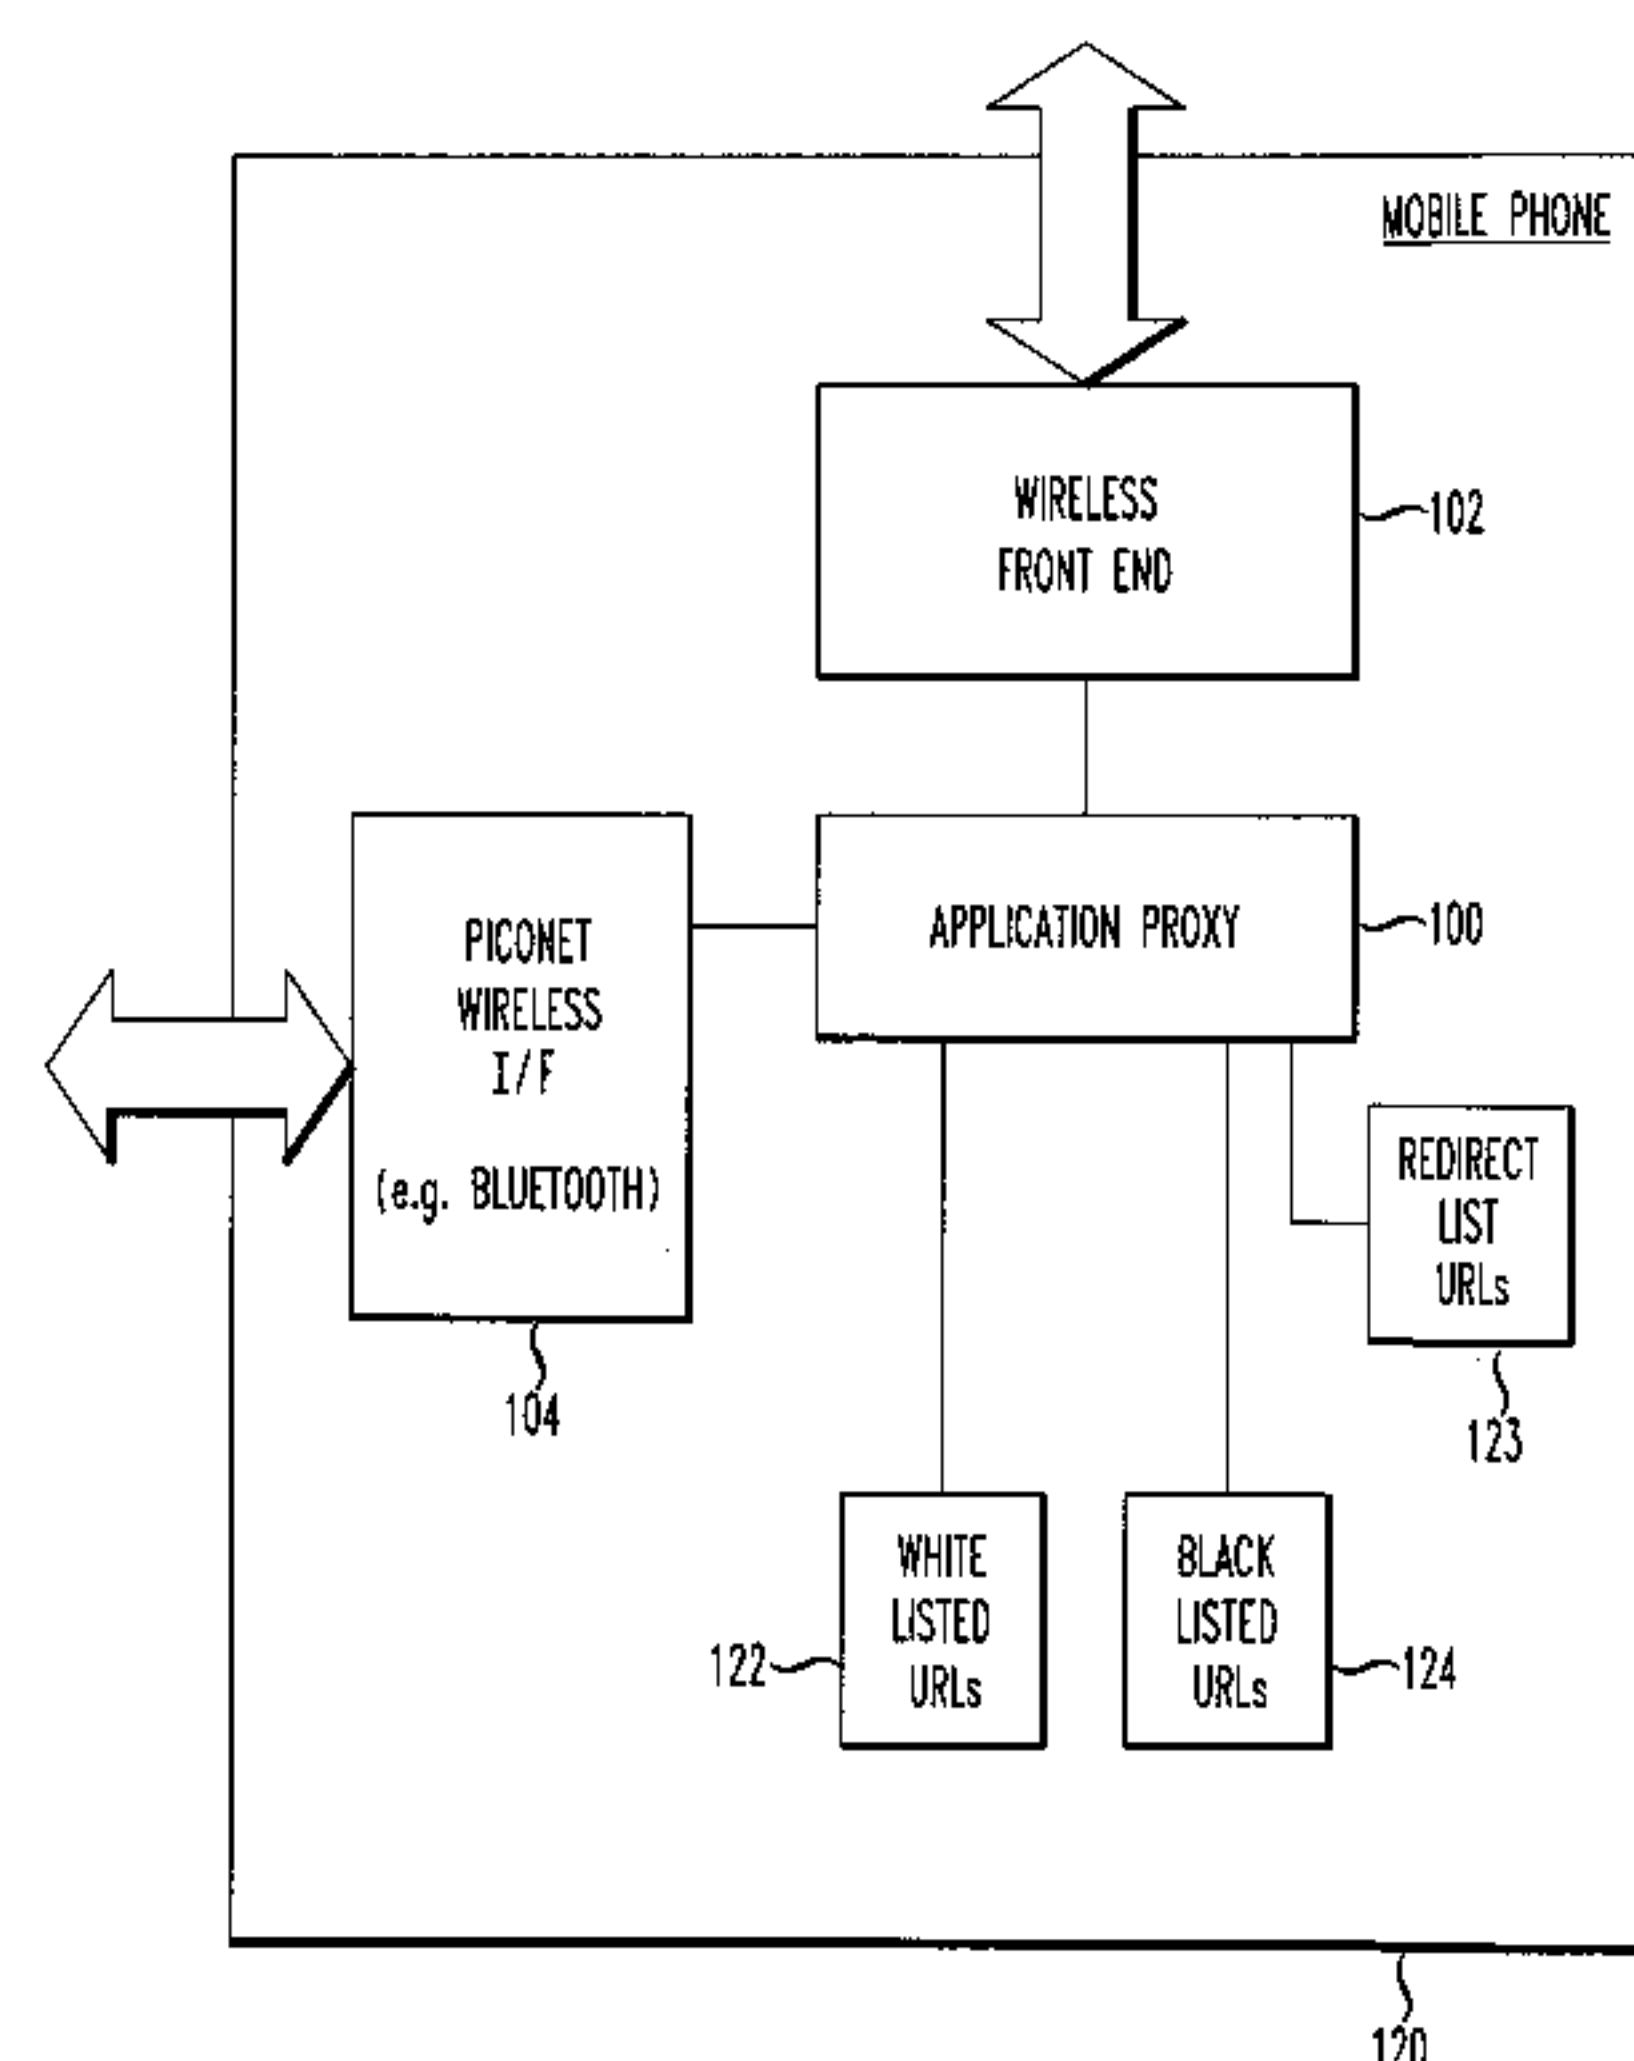 MOBILE PHONE
WIRELESS
FRONT END
102
PICONET
WIRELESS
I/F
(e.g. BLUETOOTH)
104
APPLICATION PROXY
100
REDIRECT
LIST
URLs
123
WHITE
LISTED
URLs
122
BLACK
LISTED
URLs
124
120